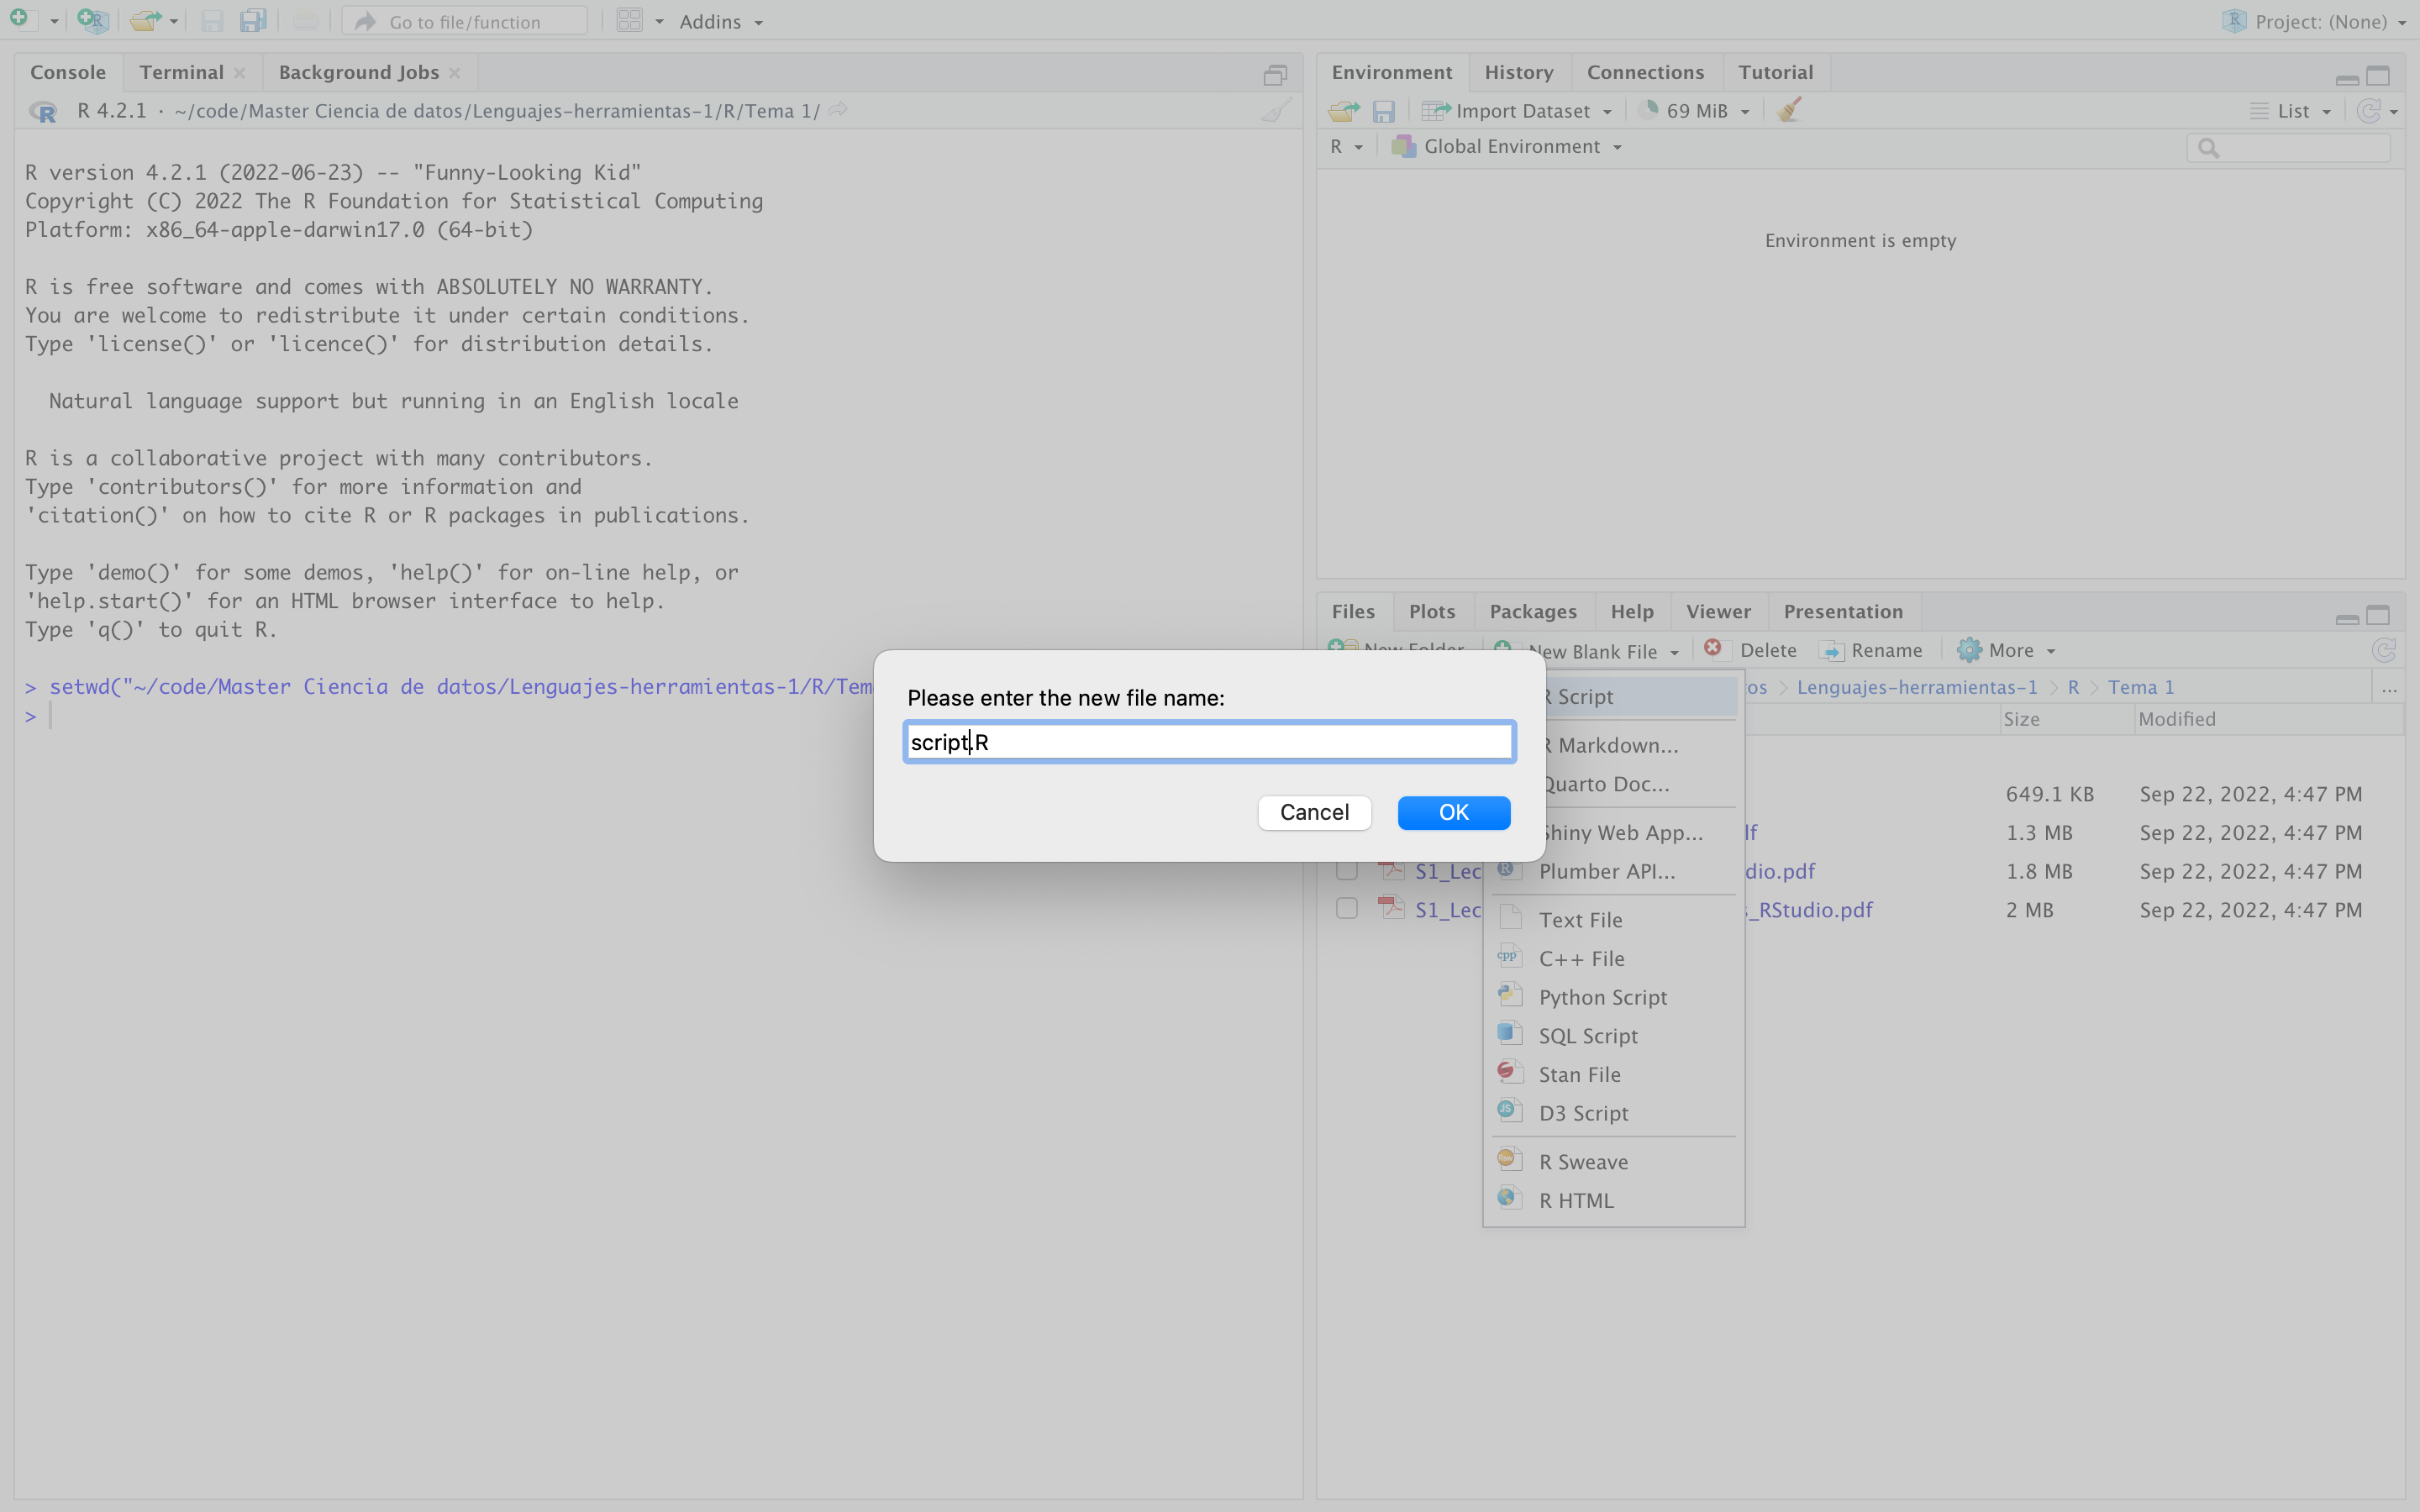 Go to file/function
Addins
Project: (None)
Console
Terminal
Background Jobs
R 4.2.1 · ~/code/Master Ciencia de datos/Lenguajes-herramientas-1/R/Tema 1/
R version 4.2.1 (2022-06-23) -- "Funny-Looking Kid"
Copyright (C) 2022 The R Foundation for Statistical Computing
Platform: x86_64-apple-darwin17.0 (64-bit)
R is free software and comes with ABSOLUTELY NO WARRANTY.
You are welcome to redistribute it under certain conditions.
Type 'license()' or 'licence()' for distribution details.
Natural language support but running in an English locale
R is a collaborative project with many contributors.
Type 'contributors()' for more information and
'citation()' on how to cite R or R packages in publications.
Type 'demo()' for some demos, 'help()' for on-line help, or
'help.start()' for an HTML browser interface to help.
Type 'q()' to quit R.
> setwd("~/code/Master Ciencia de datos/Lenguajes-herramientas-1/R/Tem
>
Environment
History
Connections
Tutorial
Import Dataset
69 MiB
List
R
Global Environment
Environment is empty
Files
Plots
Packages
Help
Viewer
Presentation
New Folder
New Blank File
Delete
Rename
More
os > Lenguajes-herramientas-1 > R > Tema 1
...
Size
Modified
649.1 KB Sep 22, 2022, 4:47 PM
lf 1.3 MB Sep 22, 2022, 4:47 PM
S1_Lec dio.pdf 1.8 MB Sep 22, 2022, 4:47 PM
S1_Lec _RStudio.pdf 2 MB Sep 22, 2022, 4:47 PM
R Script
R Markdown...
Quarto Doc...
Shiny Web App...
Plumber API...
Text File
C++ File
Python Script
SQL Script
Stan File
D3 Script
R Sweave
R HTML
Please enter the new file name:
script.R
Cancel
OK